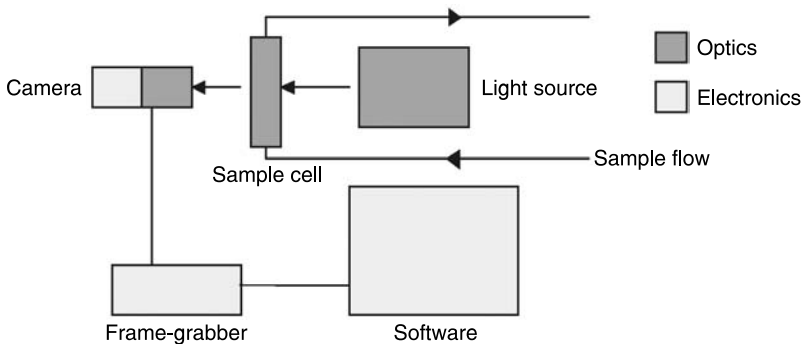 Camera
Light source
Optics
Electronics
Sample flow
Sample cell
Frame-grabber
Software